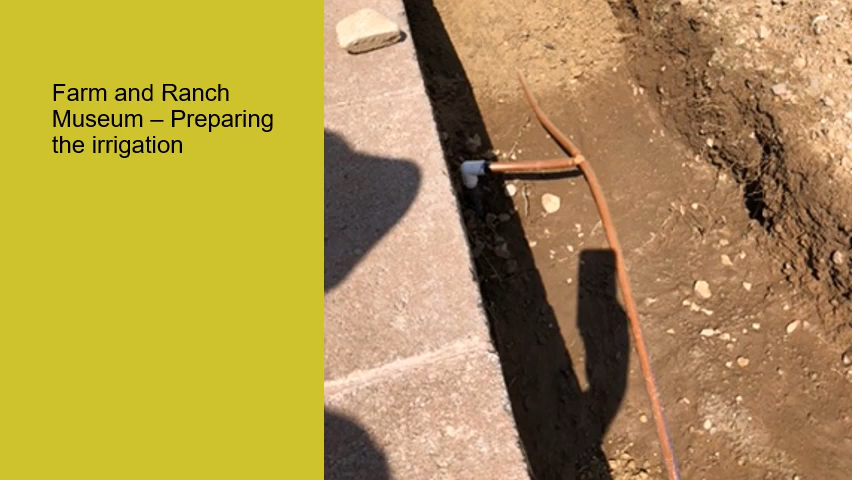 Farm and Ranch
Museum – Preparing
the irrigation